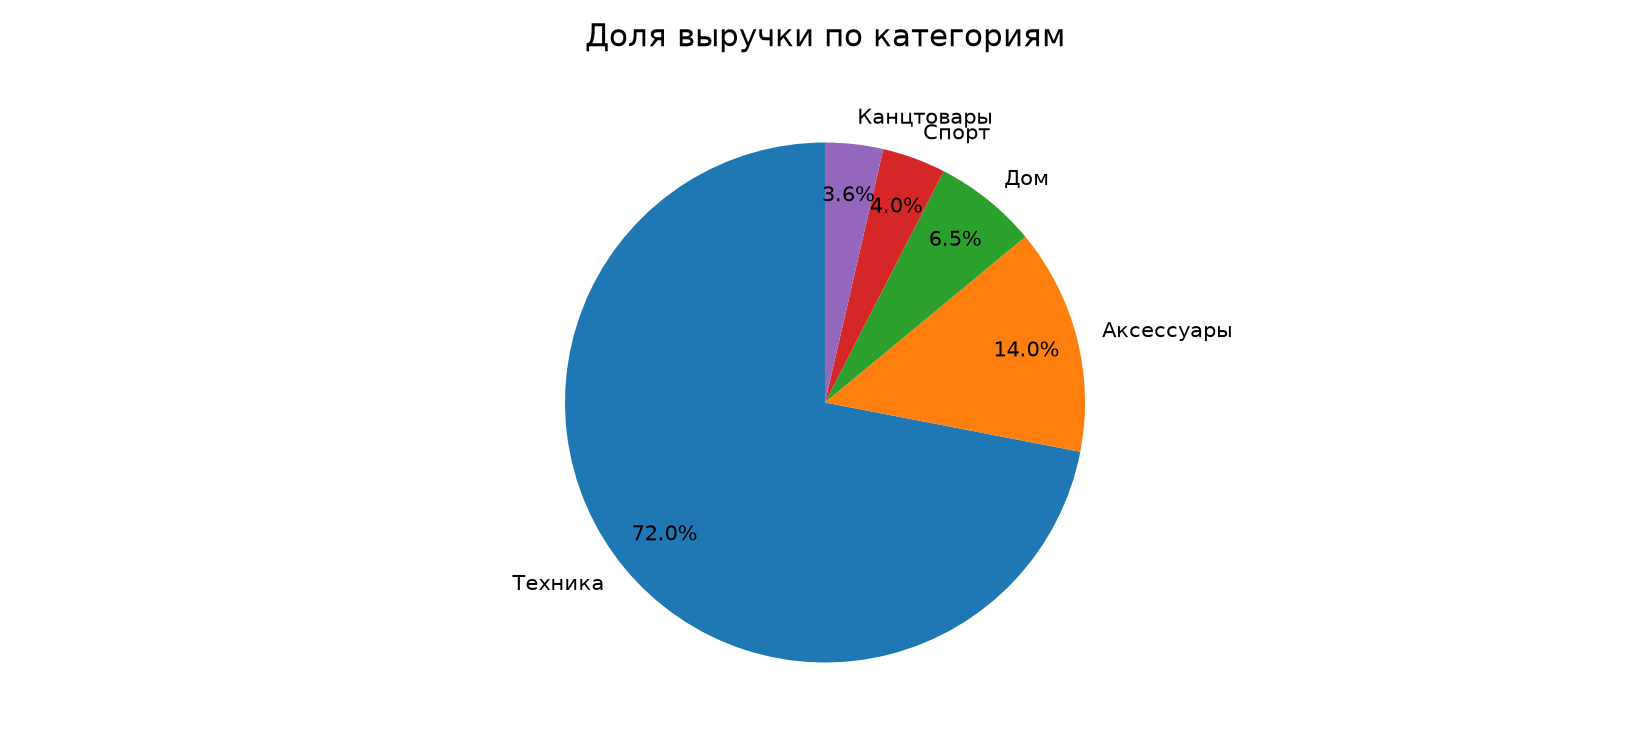 Доля выручки по категориям
Канцтовары
Спорт
Дом
3.6%
4.0%
6.5%
Аксессуары
14.0%
72.0%
Техника